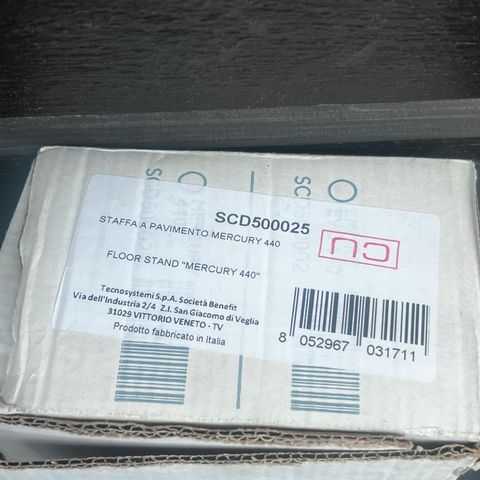 SCD500025
STAFFA A PAVIMENTO MERCURY 440
FLOOR STAND "MERCURY 440"
Tecnosystemi S.p.A. Società Benefit
Via dell'Industria 2/4 Z.I. San Giacomo di Veglia
31029 VITTORIO VENETO - TV
Prodotto fabbricato in Italia
8 052967 031711